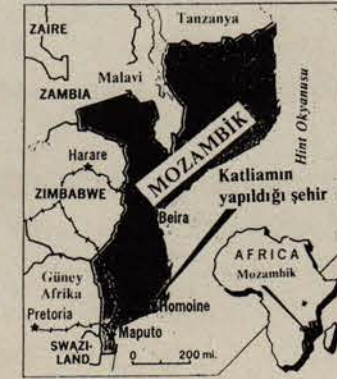 Tanzanya
ZAIRE
Malavi
ZAMBIA
Hint Okyanusu
MOZAMBİK
Harare
Katliamın
yapıldığı şehir
ZIMBABWE
Beira
Güney
Afrika
AFRICA
Mozambik
Pretoria
Homoine
Maputo
SWAZI-
LAND
0 200 mi.